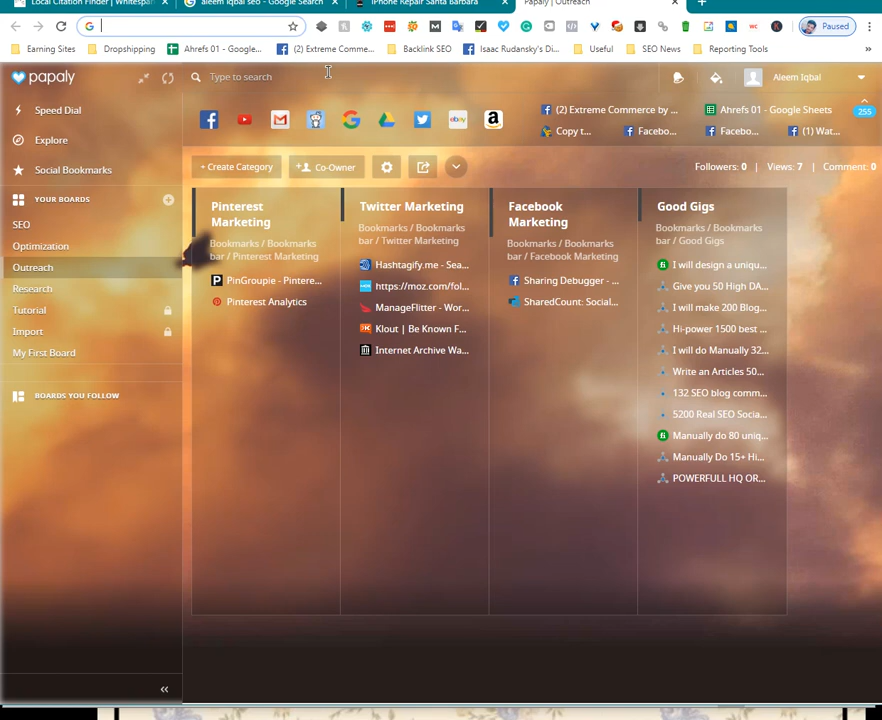 Local Citation Finder | Whitespar
aleem iqbal seo - Google Search
iPhone Repair Santa Barbara
Papaly | Outreach
Paused
Earning Sites
Dropshipping
Ahrefs 01 - Google...
(2) Extreme Comme...
Backlink SEO
Isaac Rudansky's Di...
Useful
SEO News
Reporting Tools
papaly
Type to search
Aleem Iqbal
Speed Dial
Explore
Social Bookmarks
YOUR BOARDS
SEO
Optimization
Outreach
Research
Tutorial
Import
My First Board
BOARDS YOU FOLLOW
(2) Extreme Commerce by ...
Ahrefs 01 - Google Sheets
255
Copy t...
Facebo...
Facebo...
(1) Wat...
ebay
+ Create Category
Co-Owner
Followers: 0 | Views: 7 | Comment: 0
Pinterest
Marketing
Bookmarks / Bookmarks
bar / Pinterest Marketing
PinGroupie - Pintere...
Pinterest Analytics
Twitter Marketing
Bookmarks / Bookmarks
bar / Twitter Marketing
Hashtagify.me - Sea...
https://moz.com/fol...
ManageFlitter - Wor...
Klout | Be Known F...
Internet Archive Wa...
Facebook
Marketing
Bookmarks / Bookmarks
bar / Facebook Marketing
Sharing Debugger - ...
SharedCount: Social...
Good Gigs
Bookmarks / Bookmarks
bar / Good Gigs
I will design a uniqu...
Give you 50 High DA...
I will make 200 Blog...
Hi-power 1500 best ...
I will do Manually 32...
Write an Articles 50...
132 SEO blog comm...
5200 Real SEO Socia...
Manually do 80 uniq...
Manually Do 15+ Hi...
POWERFULL HQ OR...